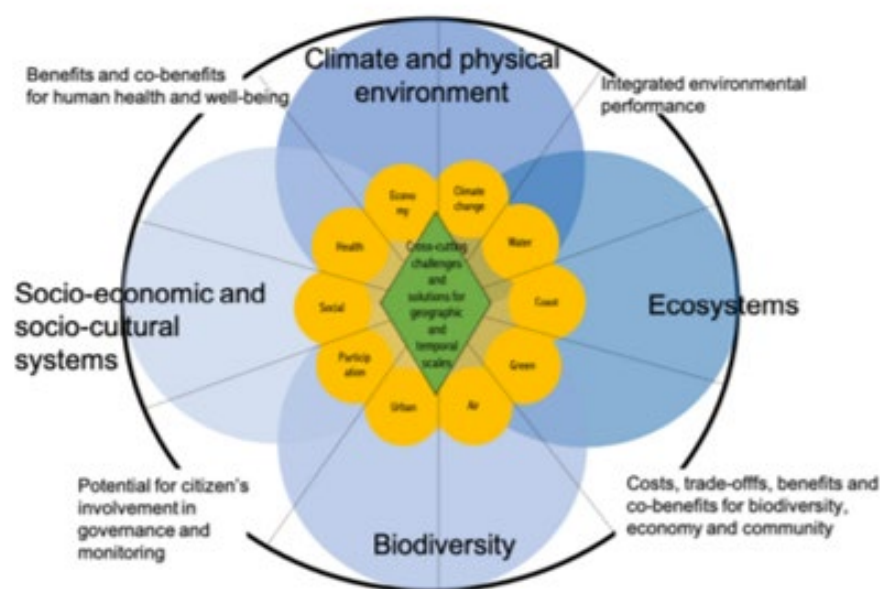 Climate and physical
environment
Benefits and co-benefits
for human health and well-being
Integrated environmental
performance
Econo
my
Climate
change
Health
Water
Cross-cutting
challenges
and
solutions for
geographic
and
temporal
scales
Socio-economic and
socio-cultural
systems
Social
Coast
Ecosystems
Particip
ation
Green
Urban
Air
Potential for citizen's
involvement in
governance and
monitoring
Costs, trade-offfs, benefits and
co-benefits for biodiversity,
economy and community
Biodiversity